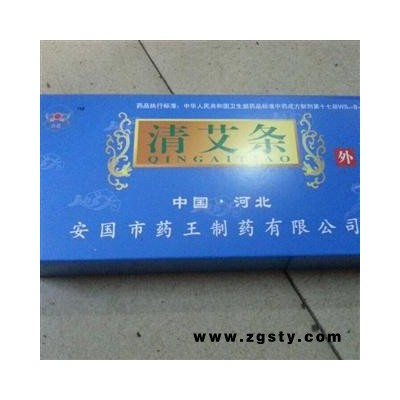 药品执行标准：中华人民共和国卫生部药品标准中药成方制剂第十七册WS₃-B-
TM
清艾条
QINGAITIAO
外
中国·河北
安国市药王制药有限公司
www.zgsty.com